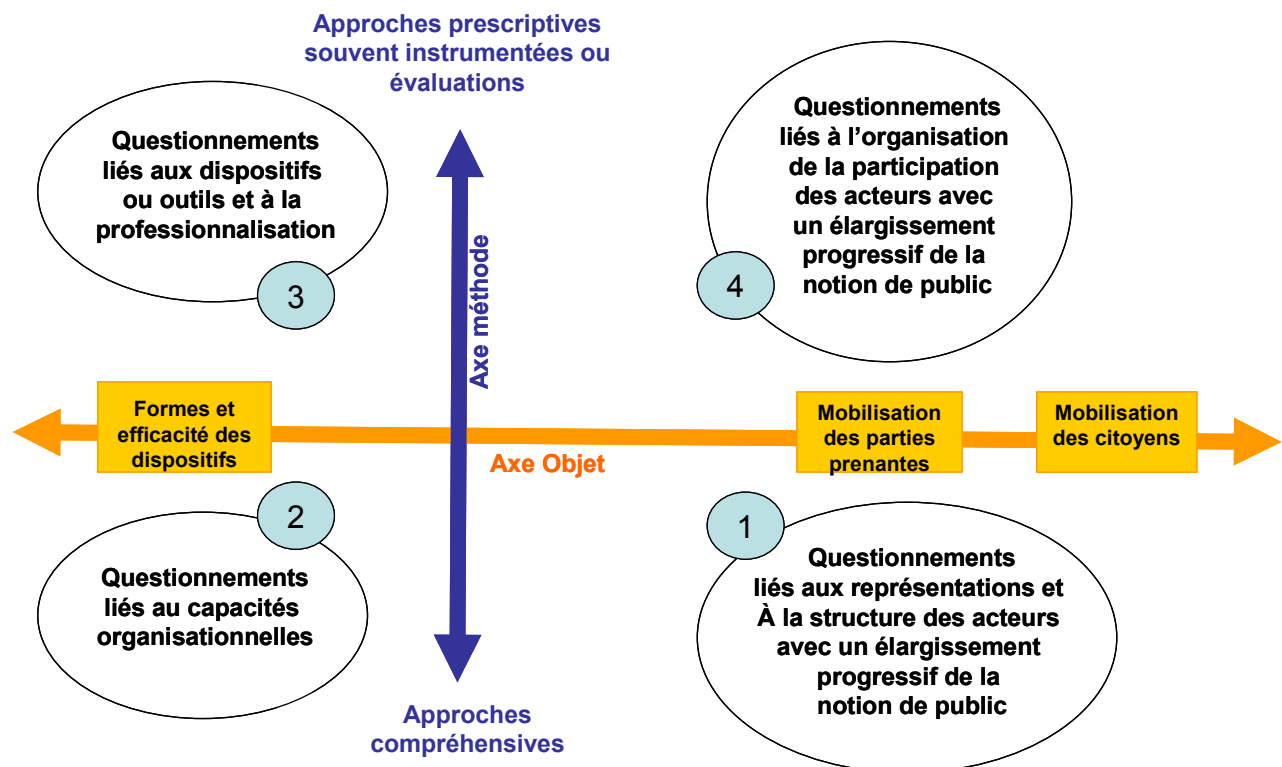 Approches prescriptives
souvent instrumentées ou
évaluations
Questionnements
liés aux dispositifs
ou outils et à la
professionnalisation
3
Questionnements
liés à l'organisation
de la participation
des acteurs avec
un élargissement
progressif de la
notion de public
4
Axe méthode
Formes et
efficacité des
dispositifs
Axe Objet
Mobilisation
des parties
prenantes
Mobilisation
des citoyens
2
Questionnements
liés au capacités
organisationnelles
1
Questionnements
liés aux représentations et
À la structure des acteurs
avec un élargissement
progressif de la
notion de public
Approches
compréhensives